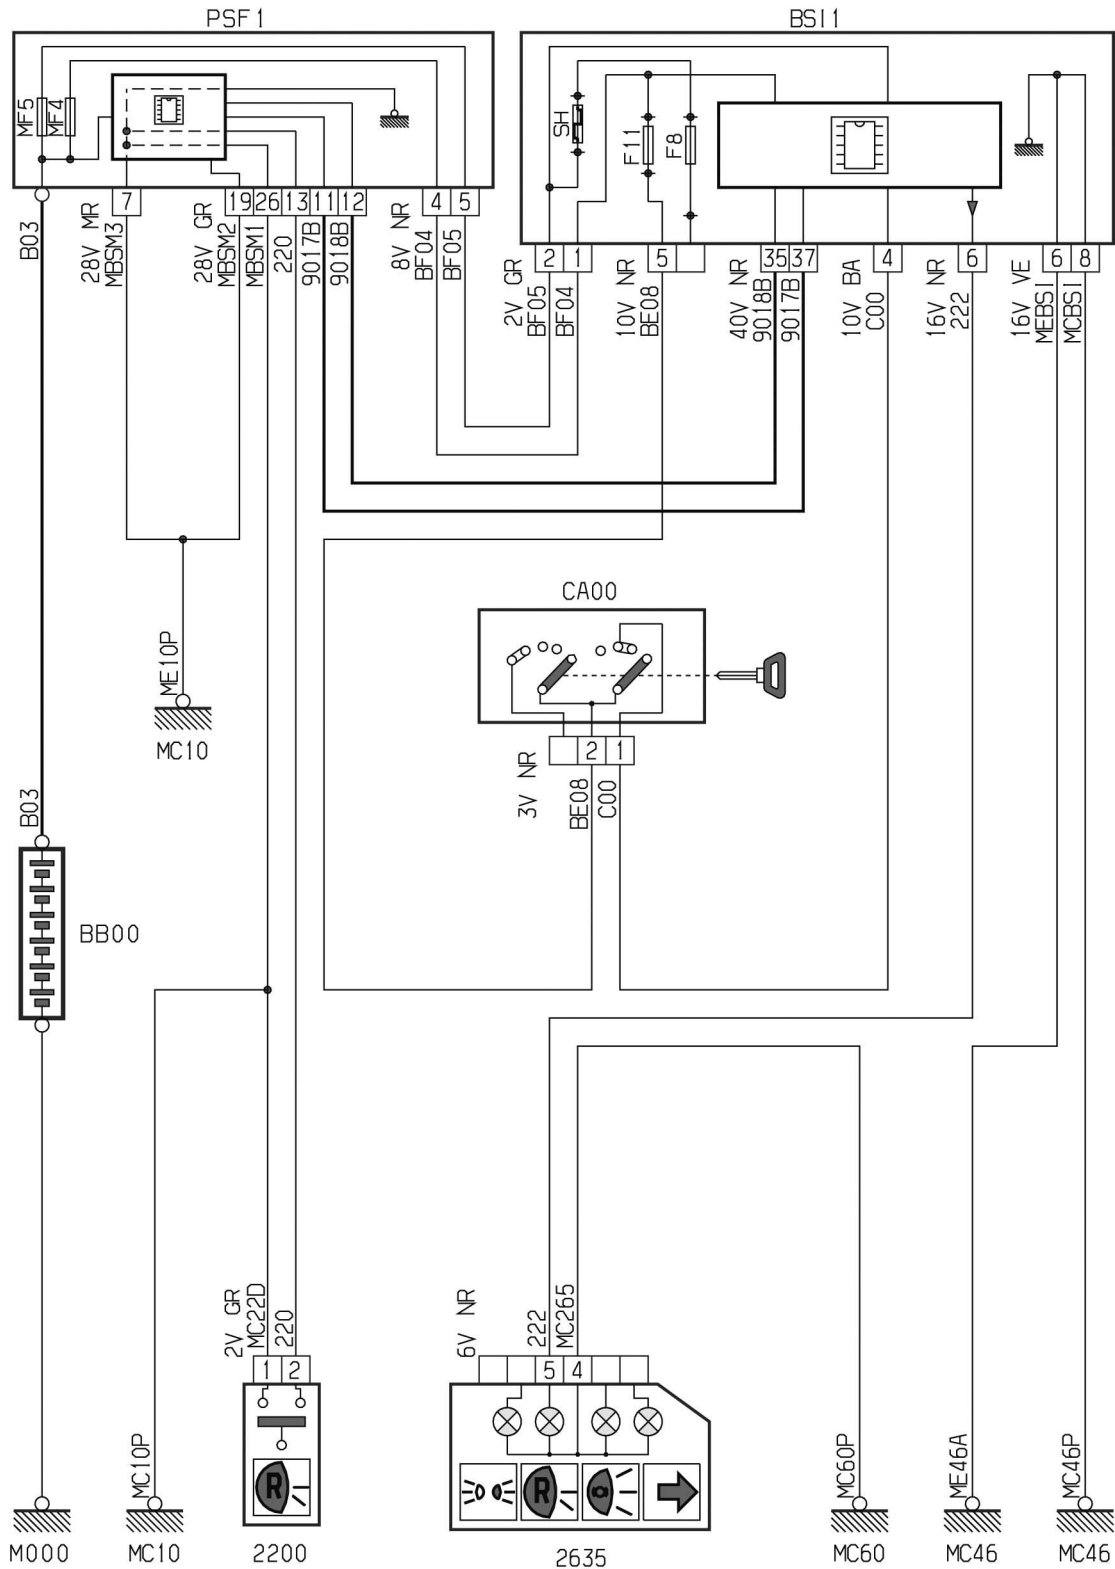 PSF1
BSI1
MF5
MF4
SH
F11
F8
7
19 26 13 11 12
4 5
2 1
5
35 37
4
6
6 8
B03
28V MR
MBSM3
28V GR
MBSM2
MBSM1
220
9017B
9018B
8V NR
BF04
BF05
2V GR
BF05
BF04
10V NR
BE08
40V NR
9018B
9017B
10V BA
C00
16V NR
222
16V VE
MEBSI
MCBSI
CA00
ME10P
MC10
2 1
3V NR
BE08
C00
B03
BB00
2V GR
MC22D
220
6V NR
222
MC265
1 2
5 4
R
R
MC10P
MC60P
ME46A
MC46P
M000
MC10
2200
2635
MC60
MC46
MC46